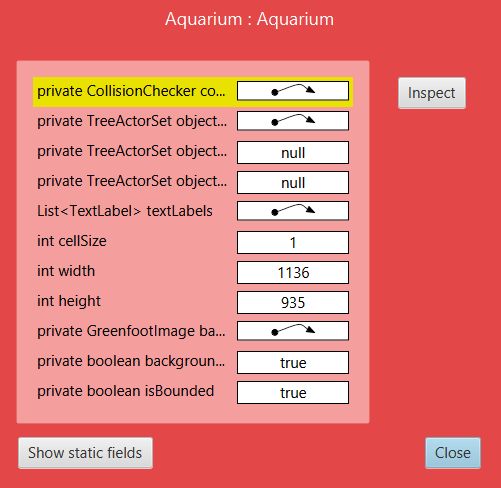 Aquarium : Aquarium
private CollisionChecker co...
Inspect
private TreeActorSet object...
private TreeActorSet object... null
private TreeActorSet object... null
List<TextLabel> textLabels
int cellSize 1
int width 1136
int height 935
private GreenfootImage ba...
private boolean backgroun... true
private boolean isBounded true
Show static fields
Close